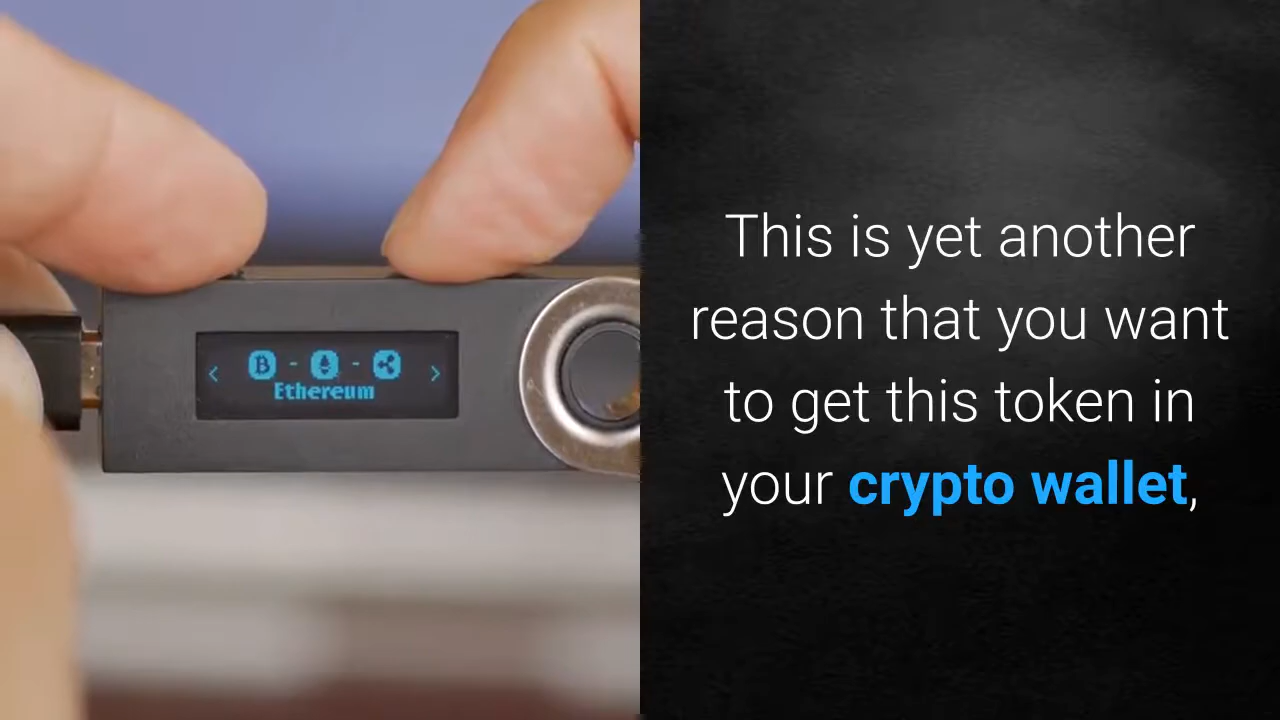 Ethereum
This is yet another
reason that you want
to get this token in
your crypto wallet,